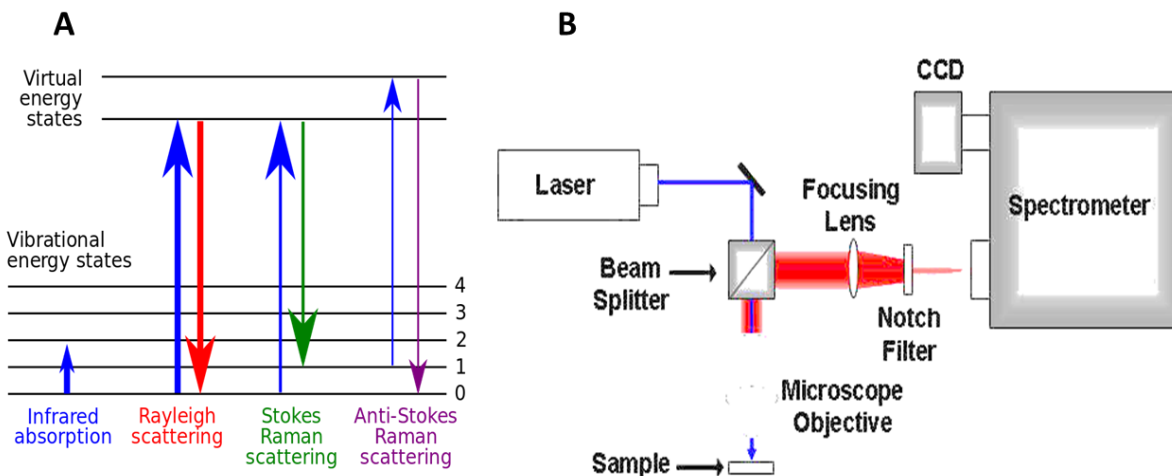 A
Virtual
energy
states
Vibrational
energy states
4
3
2
1
0
Infrared
absorption
Rayleigh
scattering
Stokes
Raman
scattering
Anti-Stokes
Raman
scattering
B
CCD
Laser
Focusing
Lens
Spectrometer
Beam
Splitter
Notch
Filter
Microscope
Objective
Sample